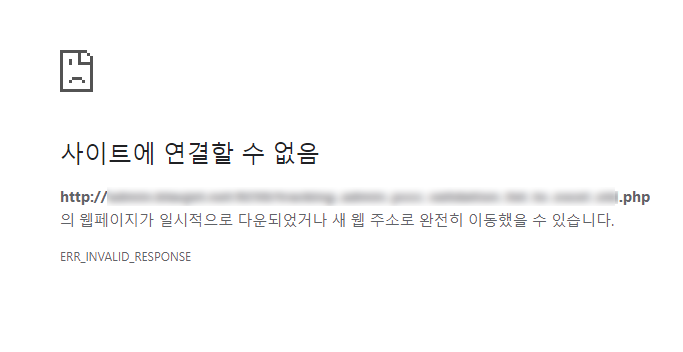 사이트에 연결할 수 없음
http:// .php
의 웹페이지가 일시적으로 다운되었거나 새 웹 주소로 완전히 이동했을 수 있습니다.
ERR_INVALID_RESPONSE